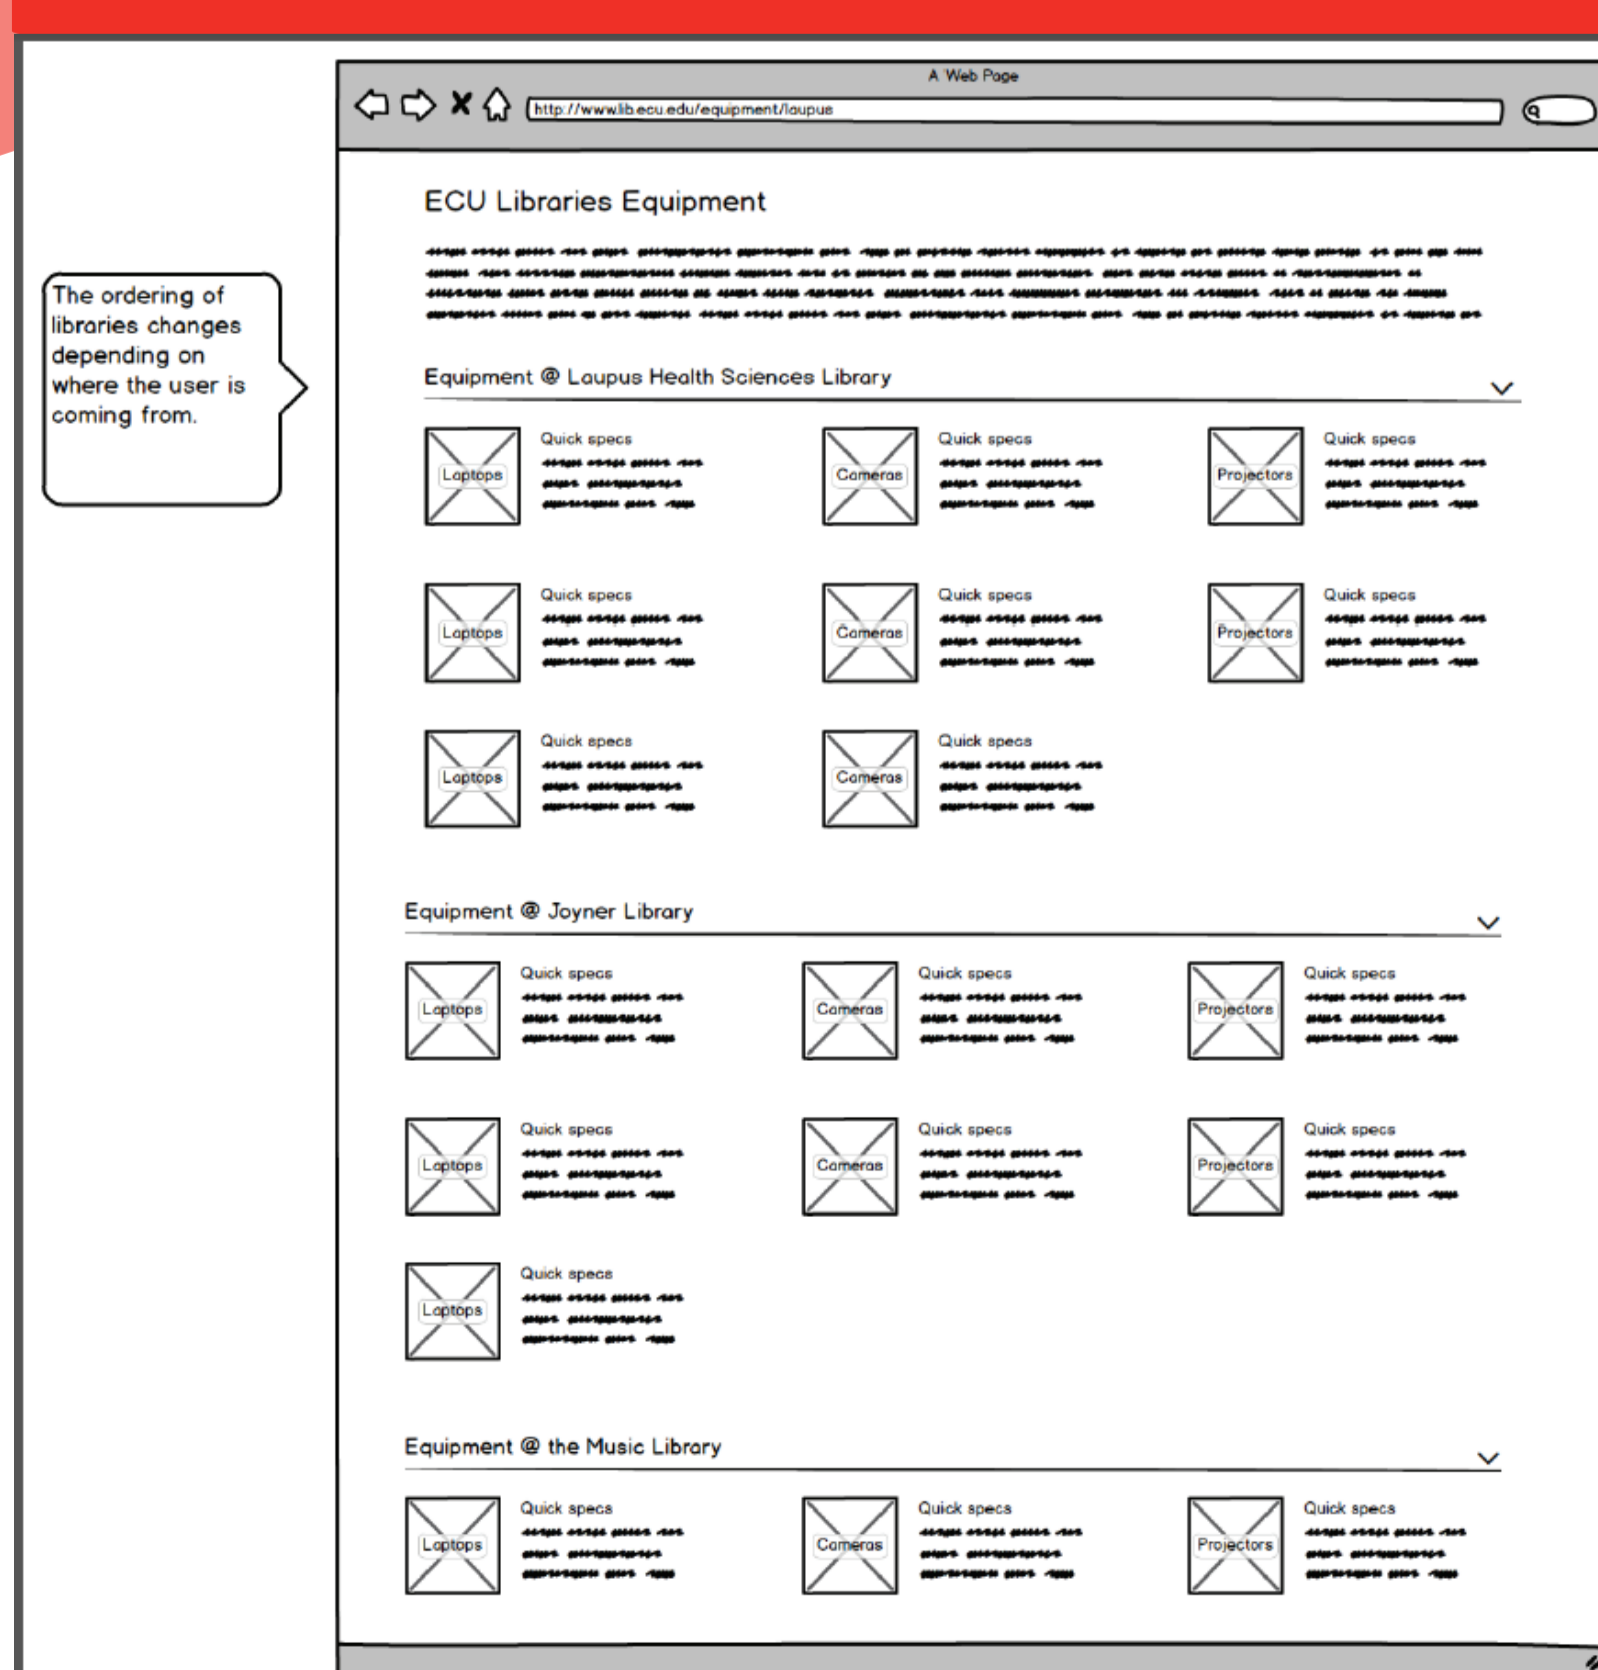 A Web Page
http://www.lib.ecu.edu/equipment/laupus
ECU Libraries Equipment
The ordering of
libraries changes
depending on
where the user is
coming from.
Equipment @ Laupus Health Sciences Library
Laptops
Quick specs
Cameras
Quick specs
Projectors
Quick specs
Laptops
Quick specs
Cameras
Quick specs
Projectors
Quick specs
Laptops
Quick specs
Cameras
Quick specs
Equipment @ Joyner Library
Laptops
Quick specs
Cameras
Quick specs
Projectors
Quick specs
Laptops
Quick specs
Cameras
Quick specs
Projectors
Quick specs
Laptops
Quick specs
Equipment @ the Music Library
Laptops
Quick specs
Cameras
Quick specs
Projectors
Quick specs